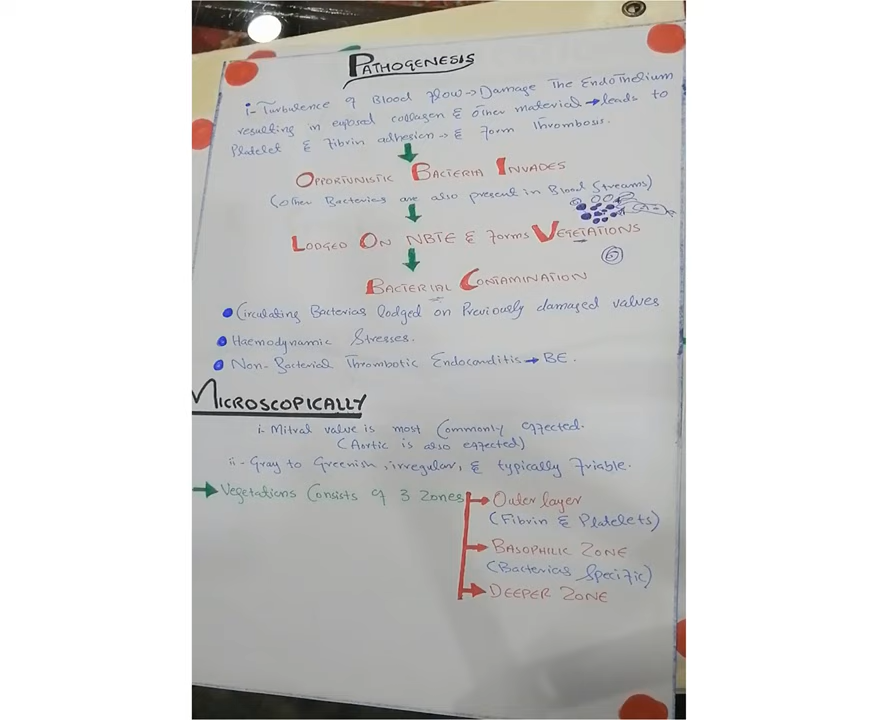 PATHOGENESIS
i- Turbulence of Blood flow → Damage The Endothelium
resulting in exposed collagen & other material → leads to
Platelet & Fibrin adhesion → & Form Thrombosis.
OPPORTUNISTIC BACTERIA INVADES
(other Bacterias are also present in Blood Streams)
LODGED ON NBTE & forms VEGETATIONS
BACTERIAL CONTAMINATION
Circulating Bacterias lodged on Previously damaged valves
Haemodynamic Stresses.
Non-Bacterial Thrombotic Endoconditis → BE.
MICROSCOPICALLY
i- Mitral valve is most Commonly effected.
(Aortic is also effected)
ii- Gray to Greenish, irregular, & typically Friable.
→ Vegetations Consists of 3 Zones
→ Outer layer
(Fibrin & Platelets)
→ BASOPHILIC ZONE
(Bacterias Specific)
→ DEEPER ZONE